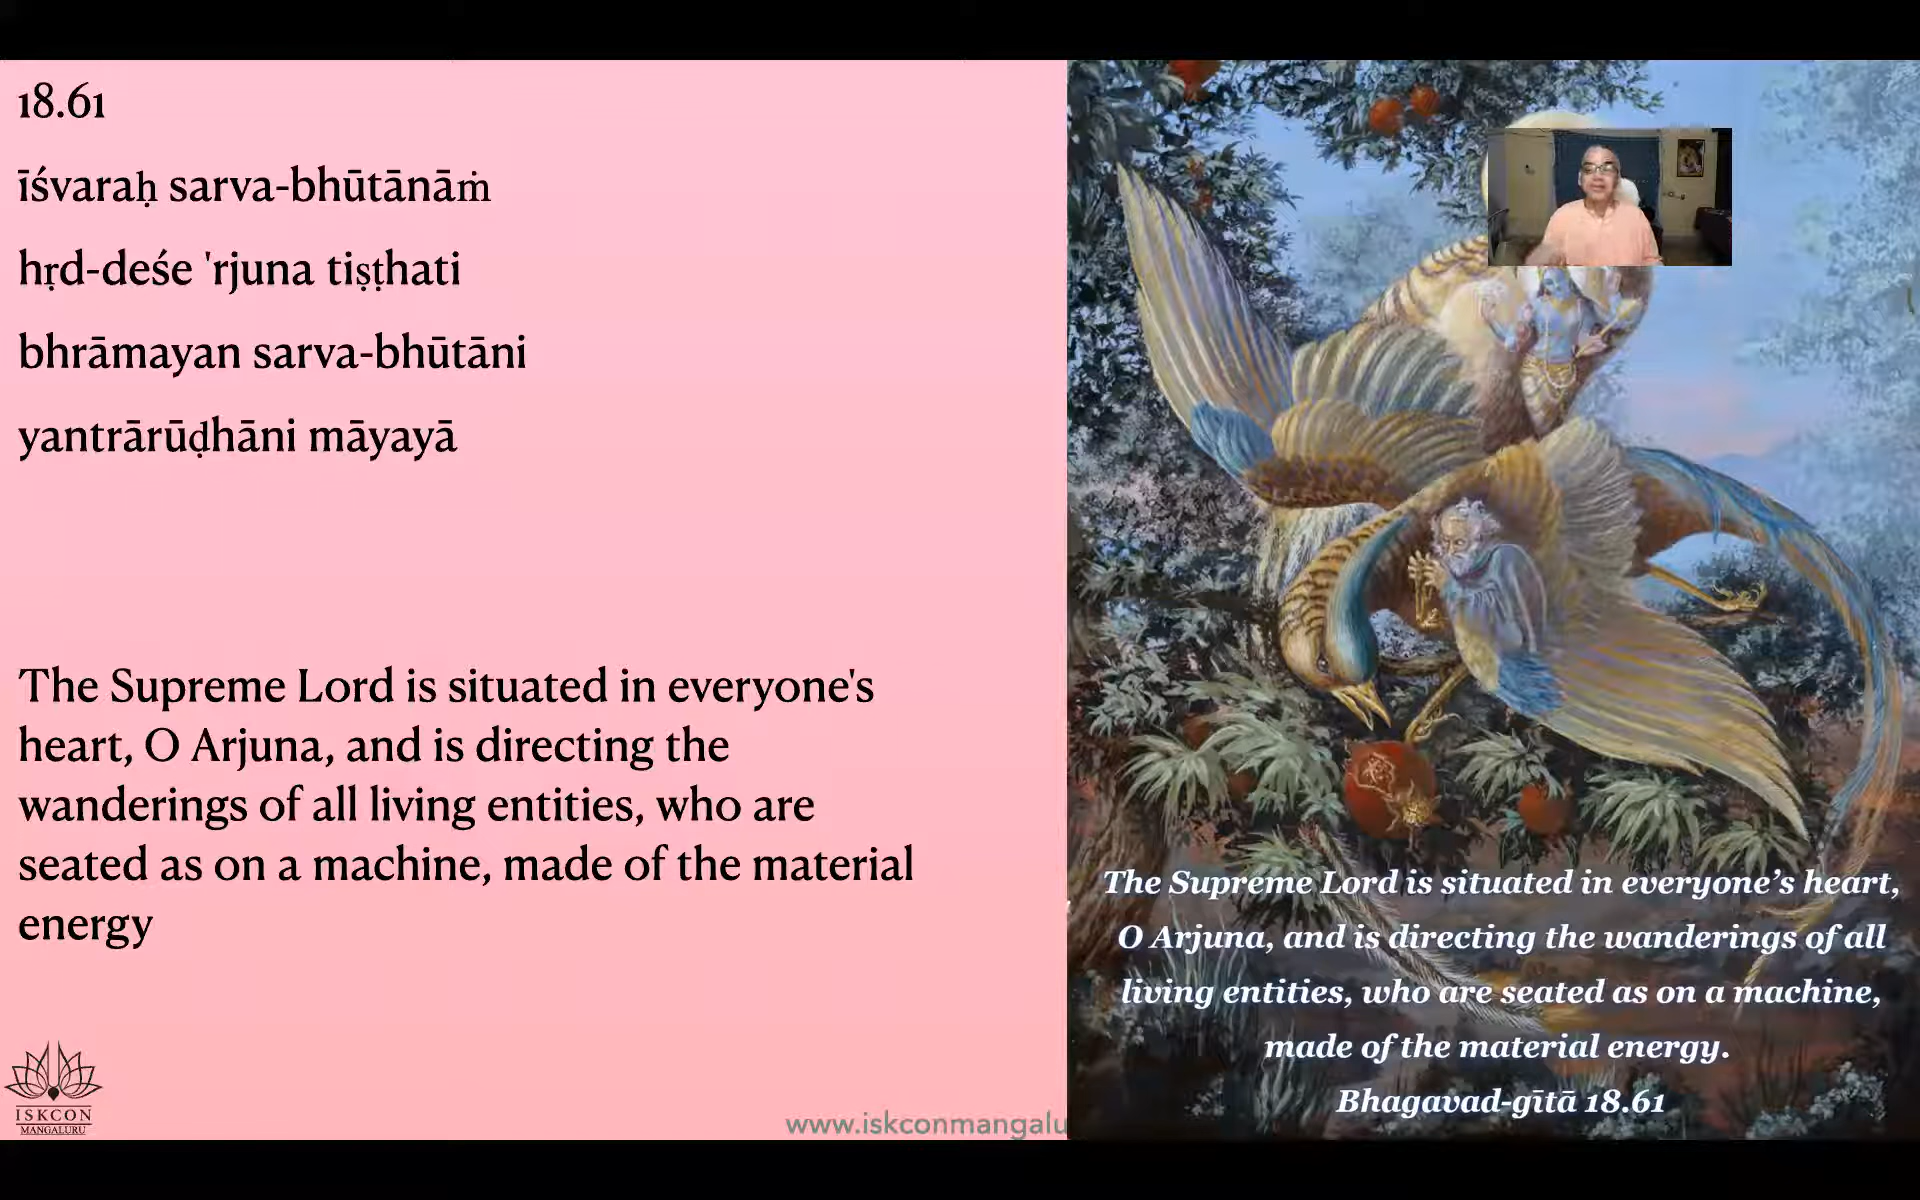 18.61
īśvaraḥ sarva-bhūtānāṁ
hṛd-deśe 'rjuna tiṣṭhati
bhrāmayan sarva-bhūtāni
yantrārūḍhāni māyayā
The Supreme Lord is situated in everyone's
heart, O Arjuna, and is directing the
wanderings of all living entities, who are
seated as on a machine, made of the material
energy
ISKCON
MANGALURU
www.iskconmangalu
The Supreme Lord is situated in everyone’s heart,
O Arjuna, and is directing the wanderings of all
living entities, who are seated as on a machine,
made of the material energy.
Bhagavad-gītā 18.61